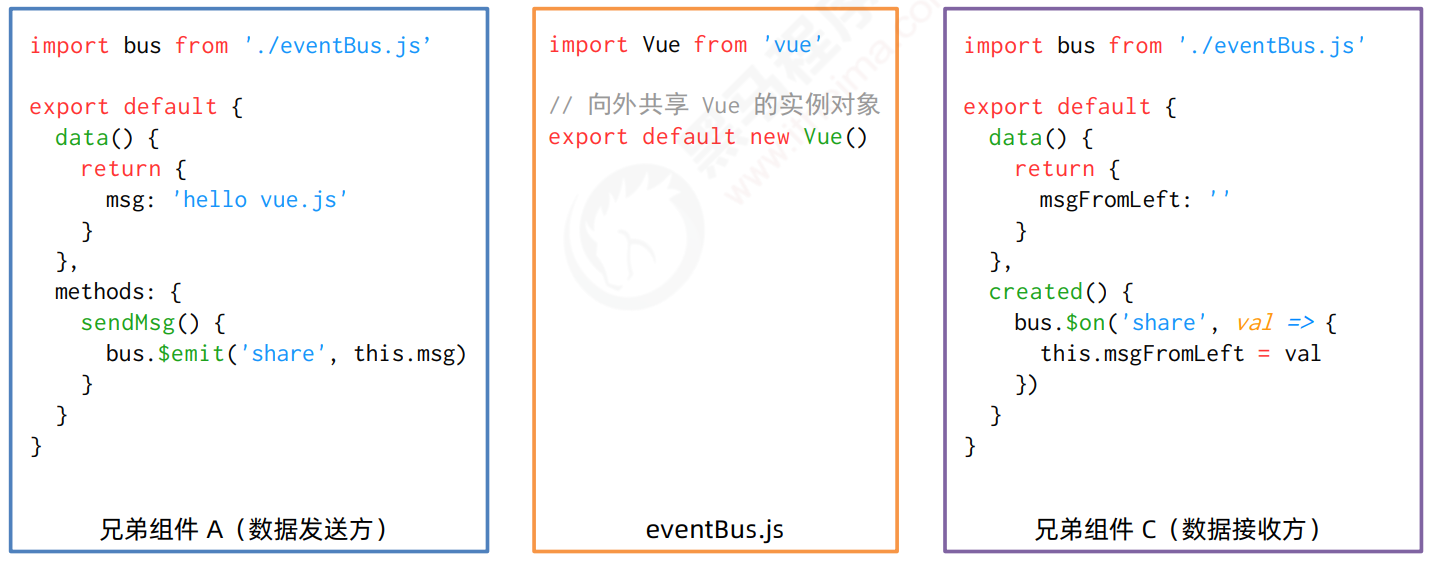 import bus from './eventBus.js’
export default {
data() {
return {
msg: 'hello vue.js'
}
},
methods: {
sendMsg() {
bus.$emit('share', this.msg)
}
}
}
兄弟组件 A（数据发送方）
import Vue from 'vue'
// 向外共享 Vue 的实例对象
export default new Vue()
eventBus.js
import bus from './eventBus.js’
export default {
data() {
return {
msgFromLeft: ''
}
},
created() {
bus.$on('share', val => {
this.msgFromLeft = val
})
}
}
兄弟组件 C（数据接收方）